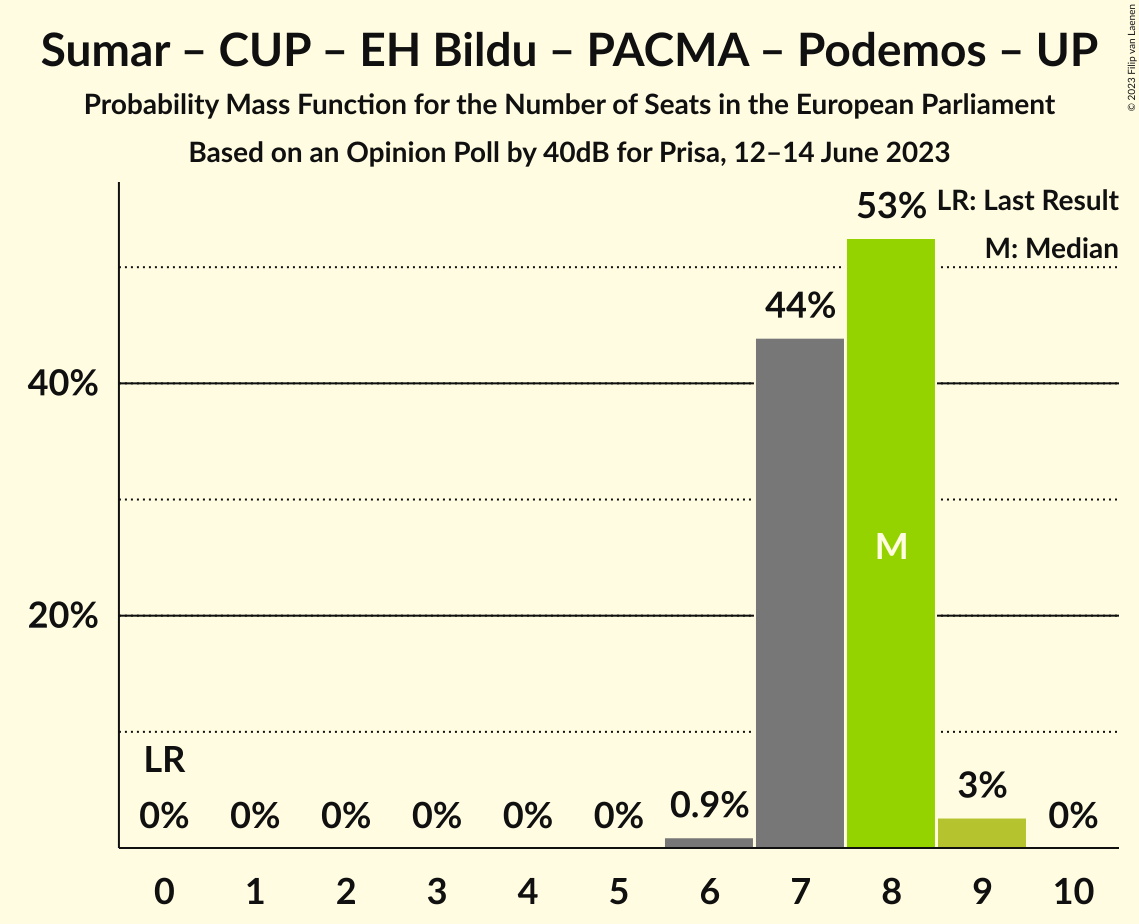 Sumar – CUP – EH Bildu – PACMA – Podemos – UP
Probability Mass Function for the Number of Seats in the European Parliament
Based on an Opinion Poll by 40dB for Prisa, 12–14 June 2023
© 2023 Filip van Laenen
LR: Last Result
M: Median
53%
44%
40%
M
20%
LR
0% 0% 0% 0% 0% 0% 0.9% 3% 0%
0 1 2 3 4 5 6 7 8 9 10